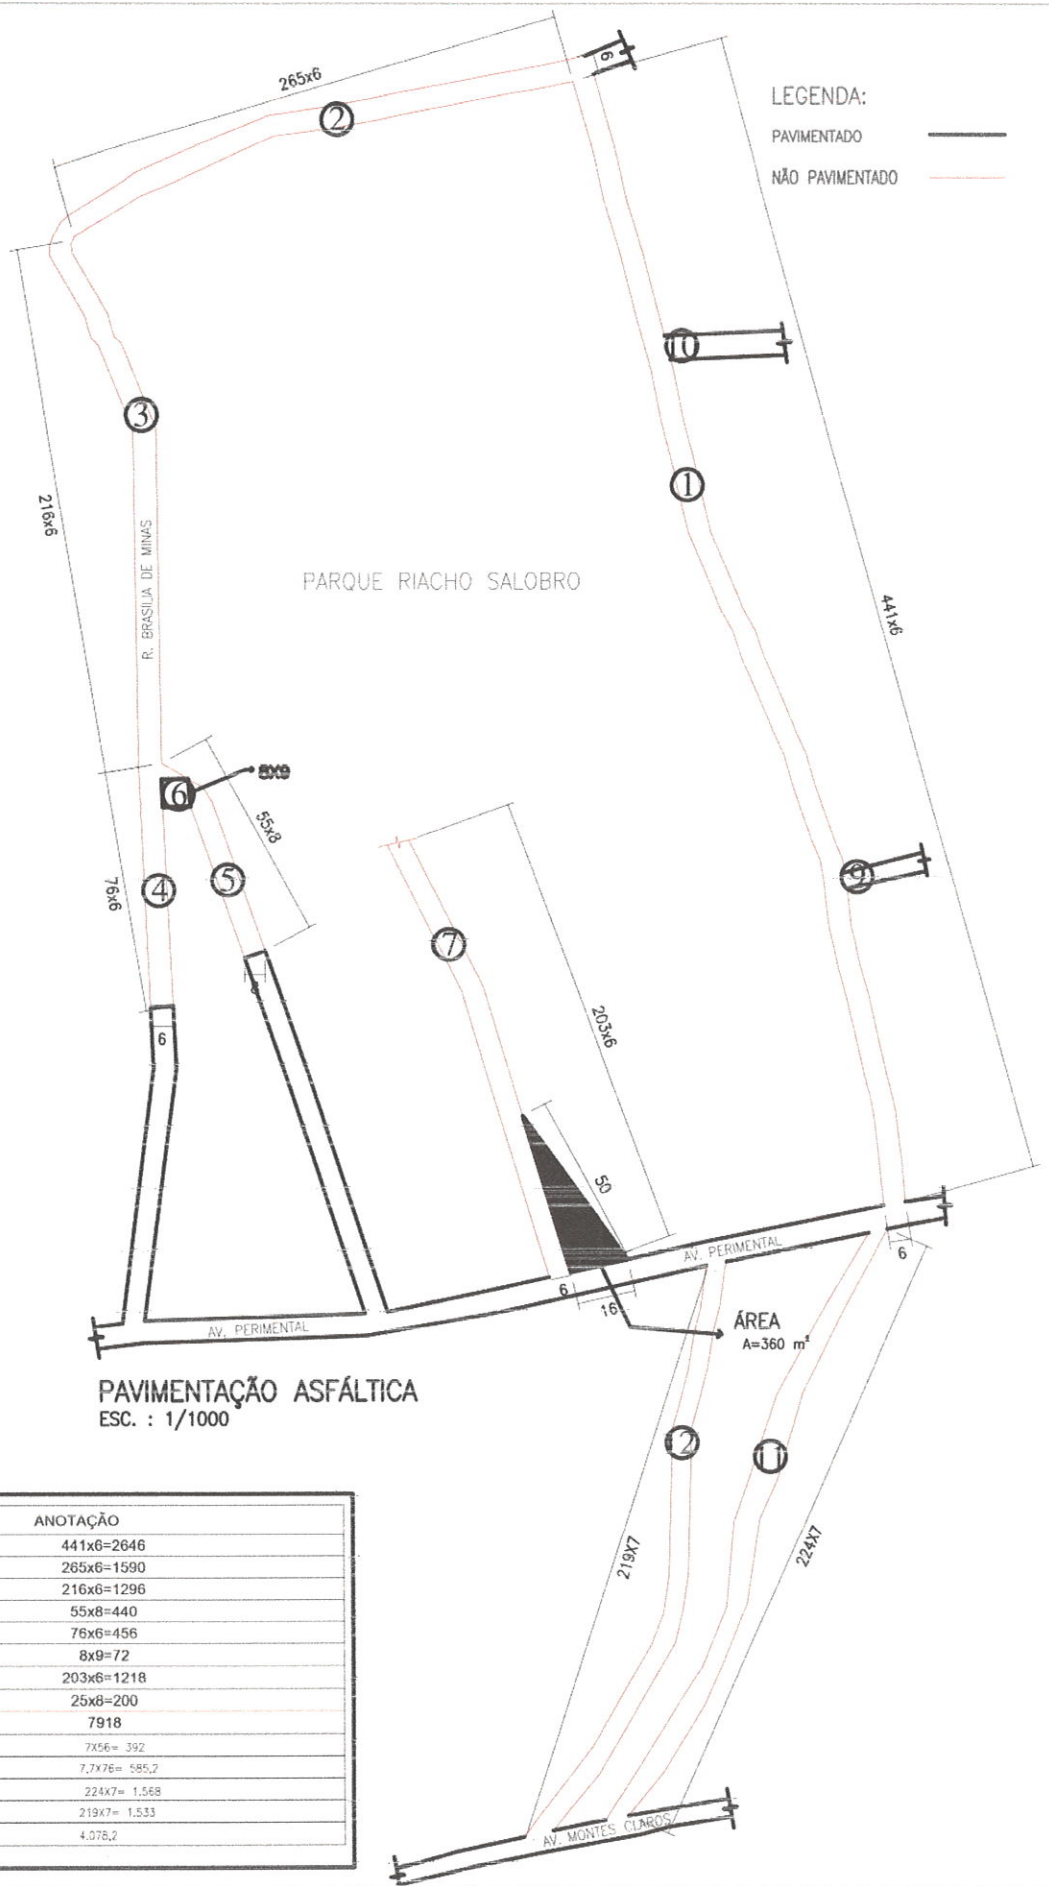 265x6
6
2
LEGENDA:
PAVIMENTADO
NÃO PAVIMENTADO
10
3
1
216x6
R. BRASILIA DE MINAS
PARQUE RIACHO SALOBRO
441x6
6
55x8
76x6
4
5
9
7
203x6
6
50
AV. PERIMENTAL
6
6
16
ÁREA
A=360 m²
AV. PERIMENTAL
PAVIMENTAÇÃO ASFÁLTICA
ESC. : 1/1000
12
11
219X7
224X7
ANOTAÇÃO
441x6=2646
265x6=1590
216x6=1296
55x8=440
76x6=456
8x9=72
203x6=1218
25x8=200
7918
7X56= 392
7,7X76= 585,2
224X7= 1.568
219X7= 1.533
4.078,2
AV. MONTES CLAROS